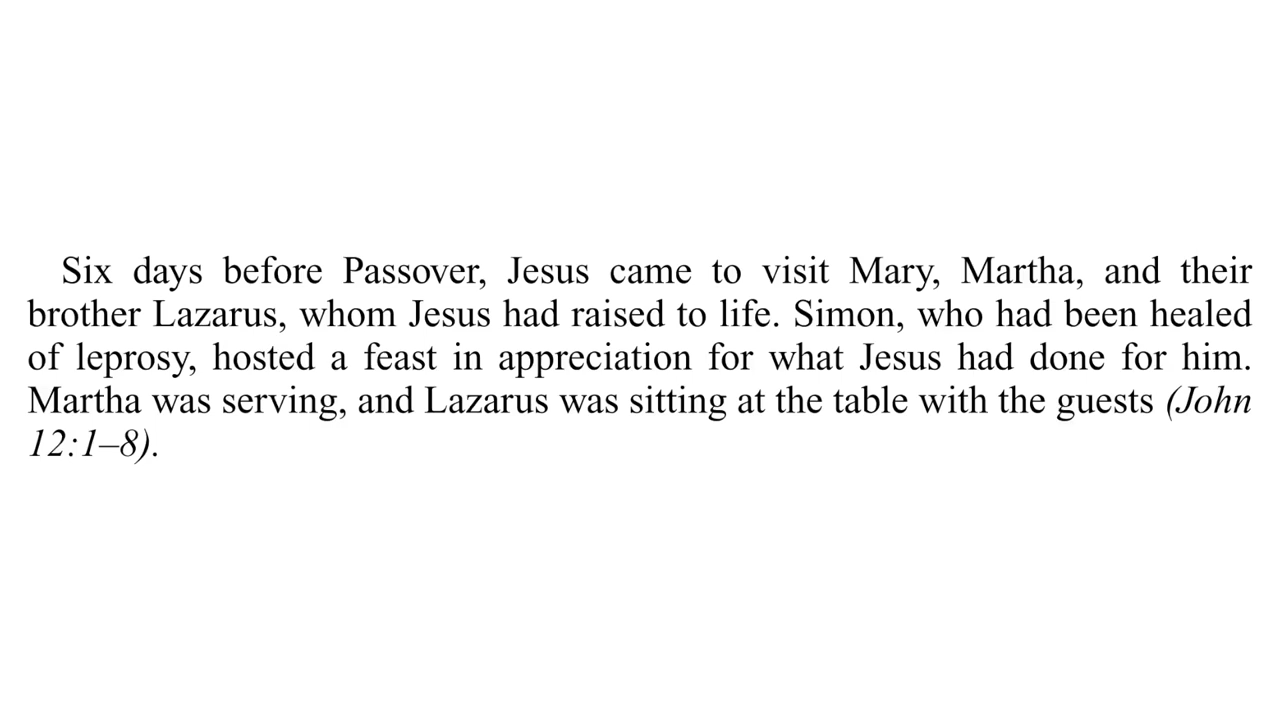 Six days before Passover, Jesus came to visit Mary, Martha, and their
brother Lazarus, whom Jesus had raised to life. Simon, who had been healed
of leprosy, hosted a feast in appreciation for what Jesus had done for him.
Martha was serving, and Lazarus was sitting at the table with the guests (John
12:1–8).